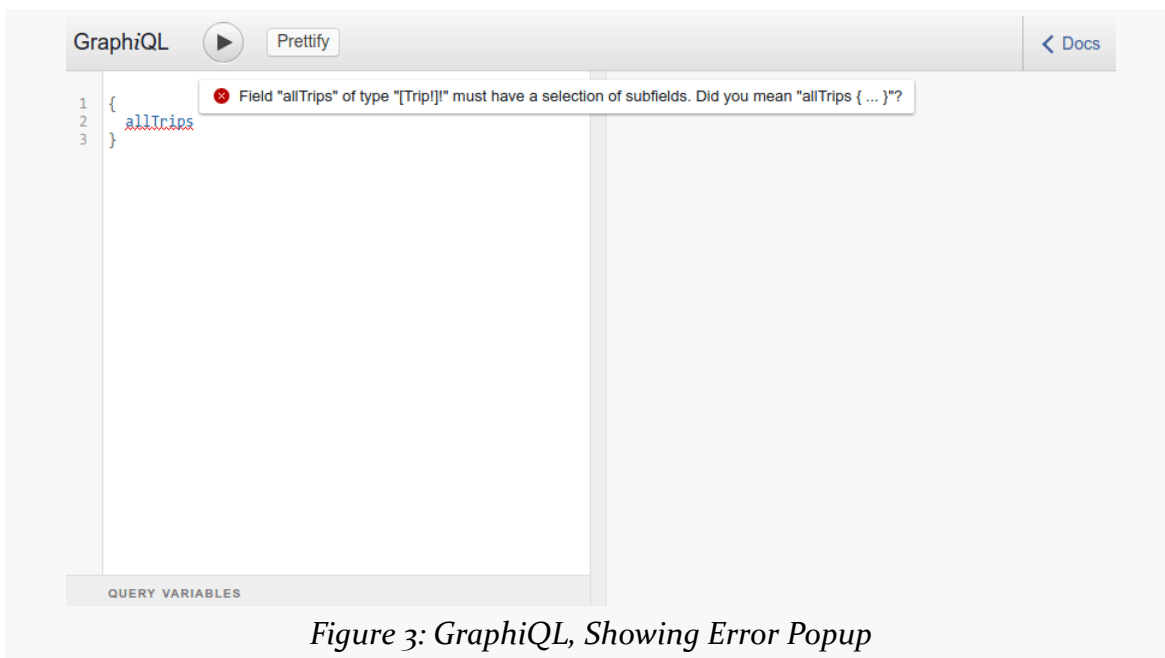 GraphiQL
Prettify
Docs
Field "allTrips" of type "[Trip!]!" must have a selection of subfields. Did you mean "allTrips { ... }"?
1 {
2 allTrips
3 }
QUERY VARIABLES
Figure 3: GraphiQL, Showing Error Popup